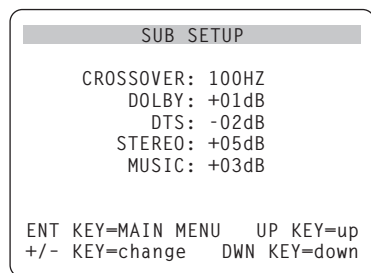 SUB SETUP
CROSSOVER: 100HZ
DOLBY: +01dB
DTS: -02dB
STEREO: +05dB
MUSIC: +03dB
ENT KEY=MAIN MENU UP KEY=up
+/- KEY=change DWN KEY=down